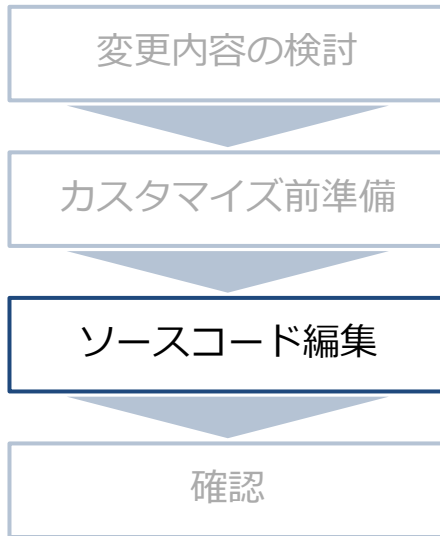 変更内容の検討
カスタマイズ前準備
ソースコード編集
確認